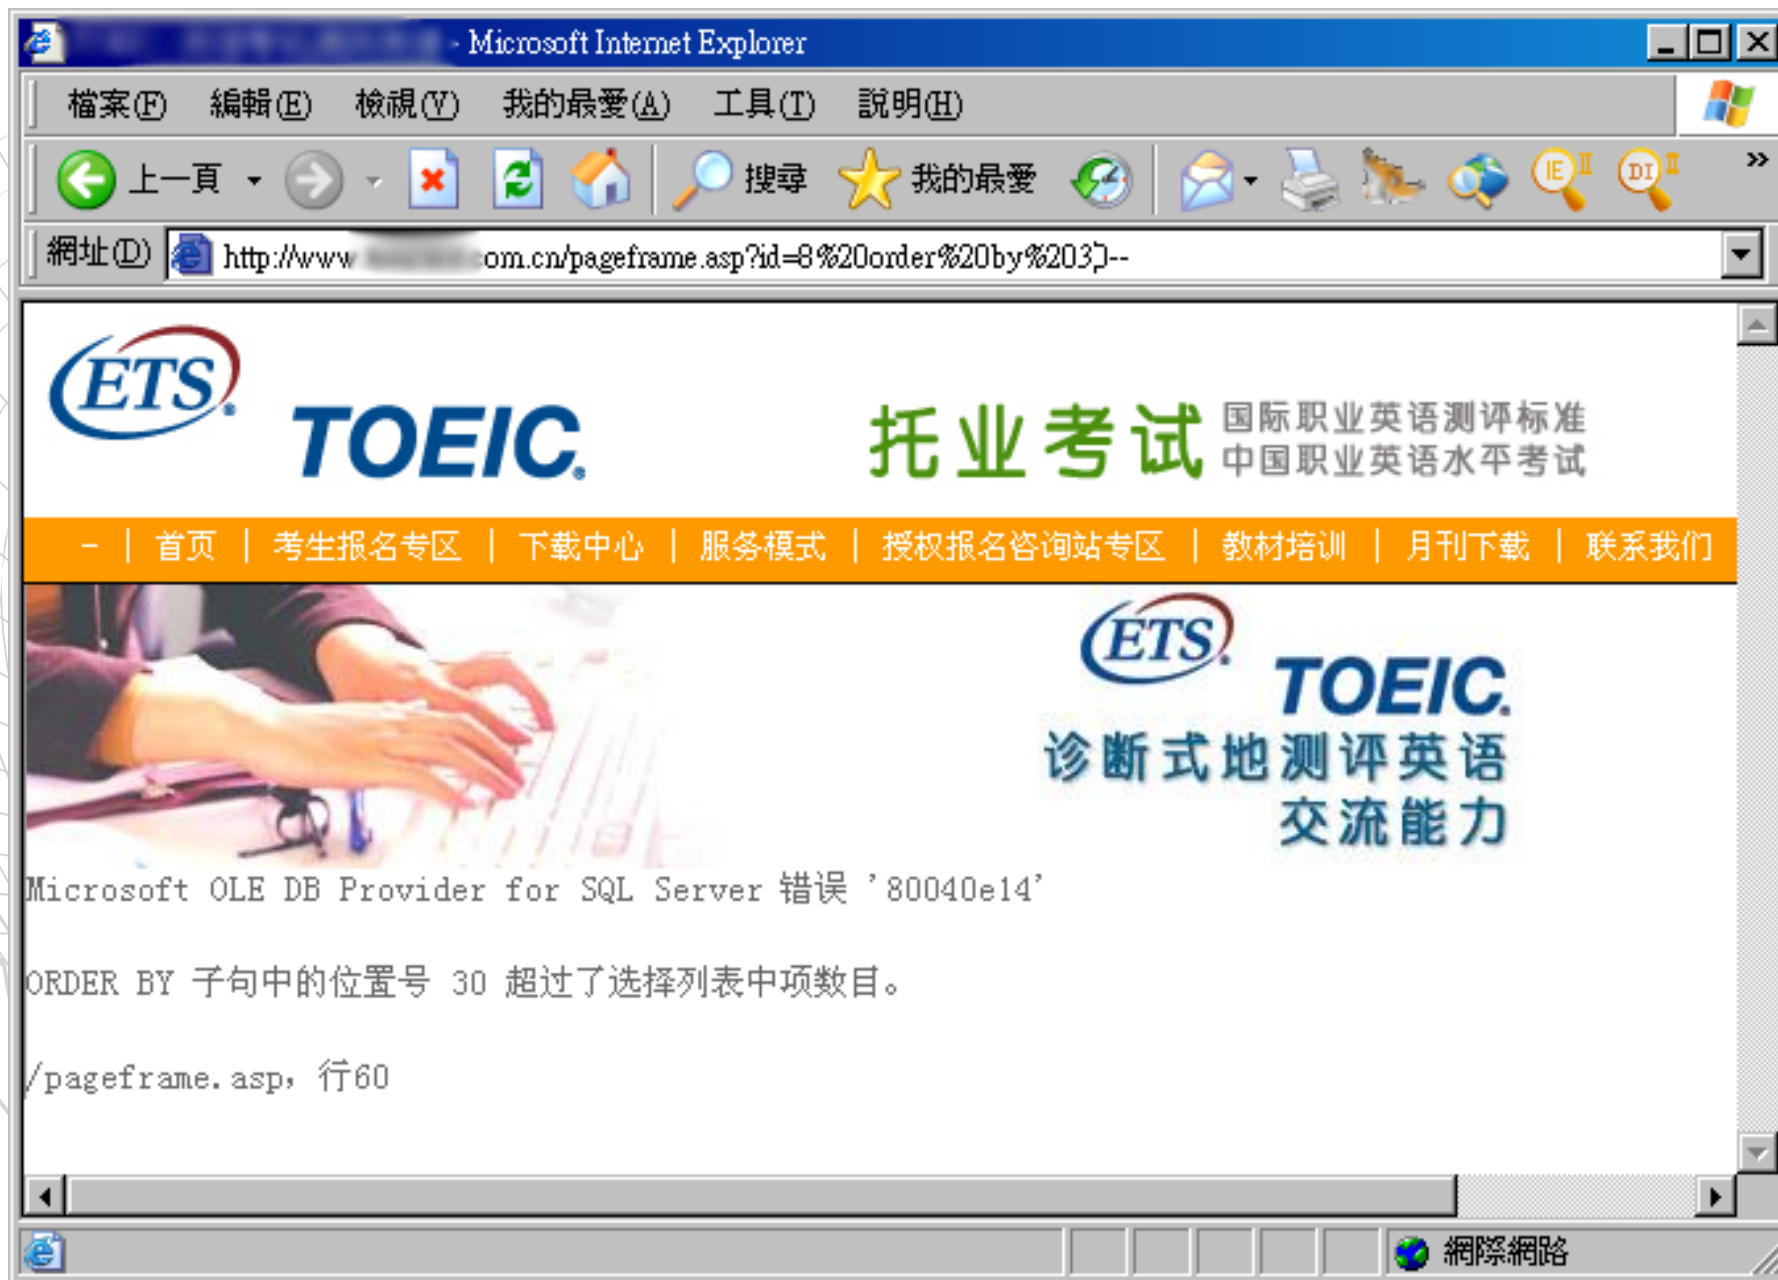 - Microsoft Internet Explorer
檔案(F) 編輯(E) 檢視(V) 我的最愛(A) 工具(T) 說明(H)
上一頁 搜尋 我的最愛 IE II DI II »
網址(D) http://www com.cn/pageframe.asp?id=8%20order%20by%2030--
ETS® TOEIC®
托业考试 国际职业英语测评标准
中国职业英语水平考试
- | 首页 | 考生报名专区 | 下载中心 | 服务模式 | 授权报名咨询站专区 | 教材培训 | 月刊下载 | 联系我们
ETS® TOEIC®
诊断式地测评英语
交流能力
Microsoft OLE DB Provider for SQL Server 错误 '80040e14'
ORDER BY 子句中的位置号 30 超过了选择列表中项数目。
/pageframe.asp，行60
網際網路